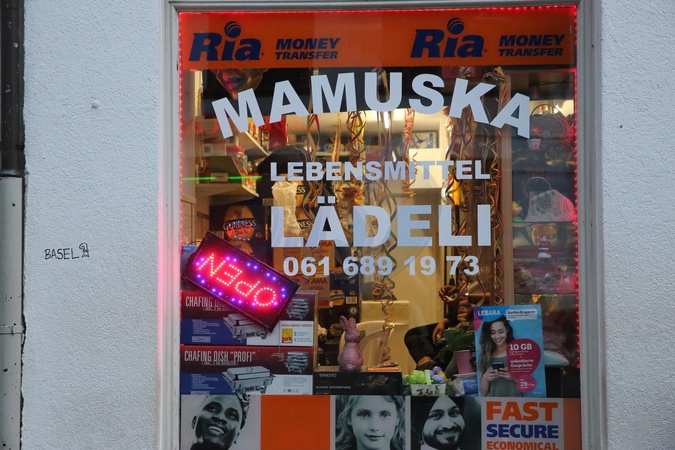 Ria MONEY TRANSFER Ria MONEY TRANSFER
MAMUSKA
LEBENSMITTEL
LÄDELI
061 689 19 73
BASEL
GUINNESS
OPEN
CHAFING DISH
CHAFING DISH "PROFI"
LEBARA
10 GB
FAST
SECURE
ECONOMICAL